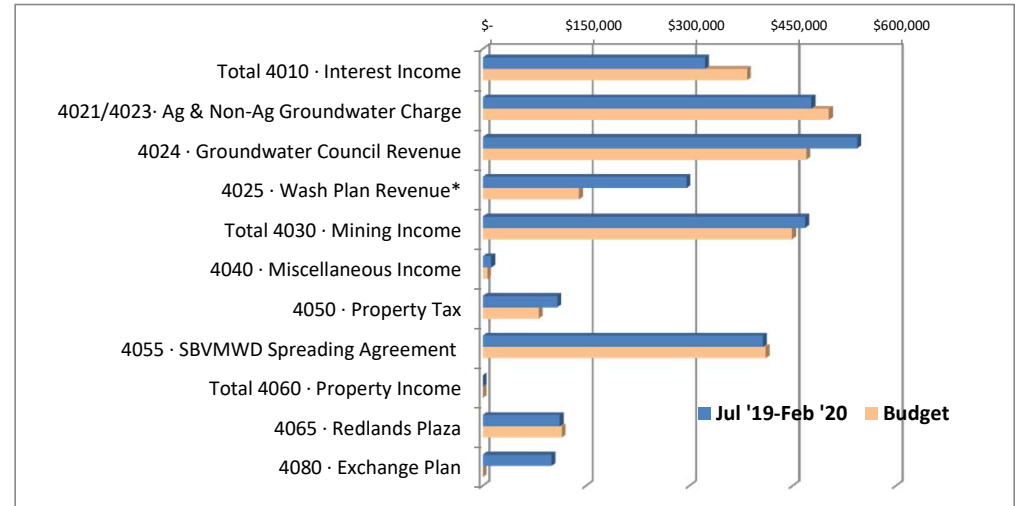 $- $150,000 $300,000 $450,000 $600,000
Total 4010 · Interest Income
4021/4023· Ag & Non-Ag Groundwater Charge
4024 · Groundwater Council Revenue
4025 · Wash Plan Revenue*
Total 4030 · Mining Income
4040 · Miscellaneous Income
4050 · Property Tax
4055 · SBVMWD Spreading Agreement
Total 4060 · Property Income
Jul '19-Feb '20 Budget
4065 · Redlands Plaza
4080 · Exchange Plan